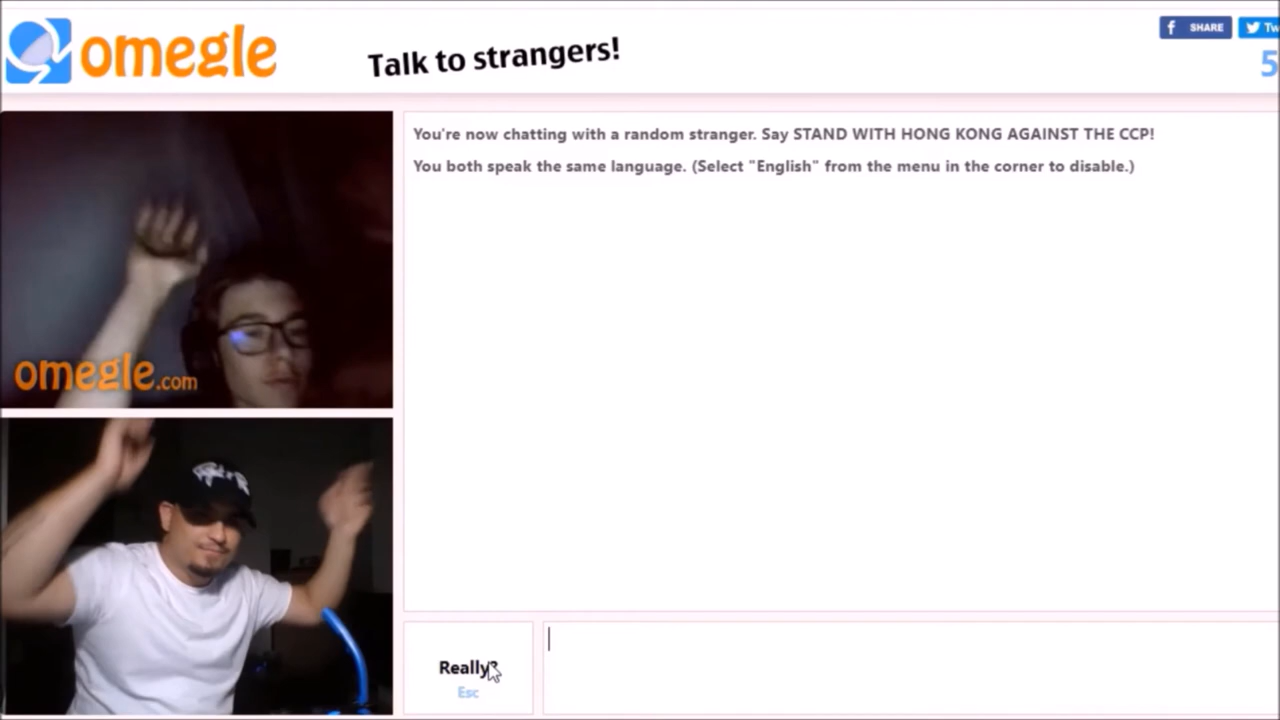 omegle
Talk to strangers!
SHARE
Tw
5
You're now chatting with a random stranger. Say STAND WITH HONG KONG AGAINST THE CCP!
You both speak the same language. (Select "English" from the menu in the corner to disable.)
omegle.com
Really?
Esc